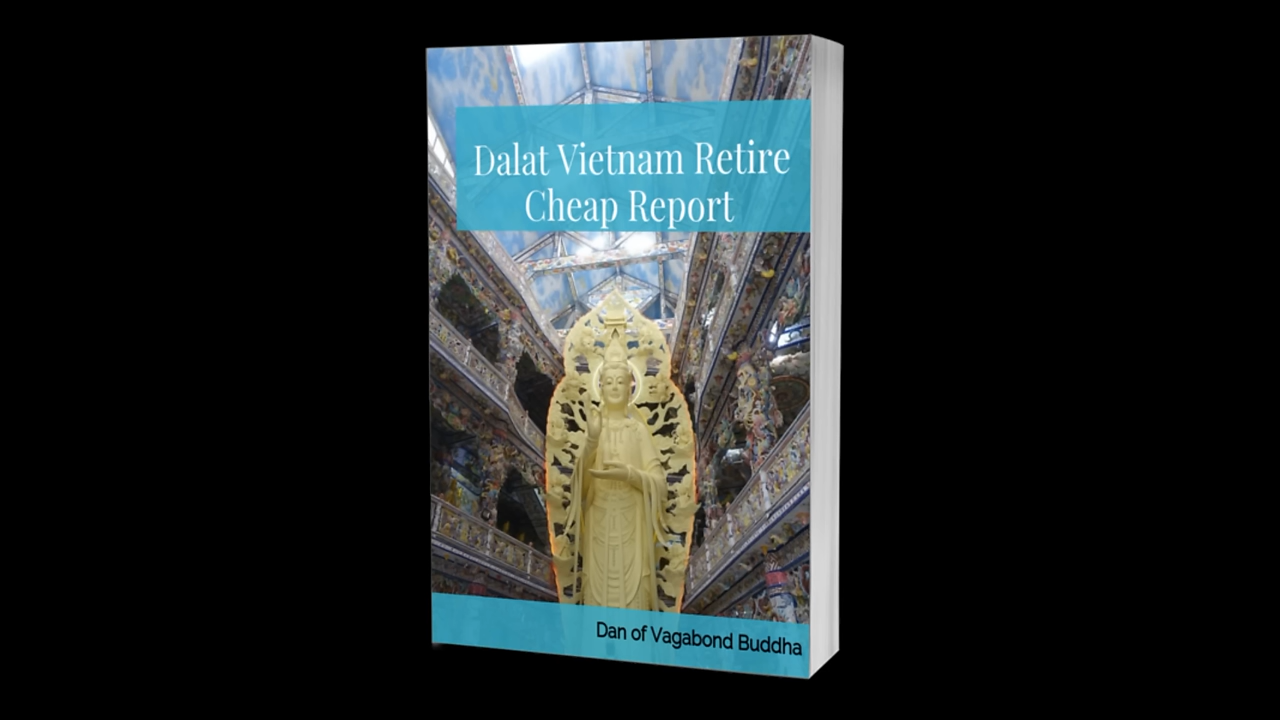 Dalat Vietnam Retire
Cheap Report
Dan of Vagabond Buddha